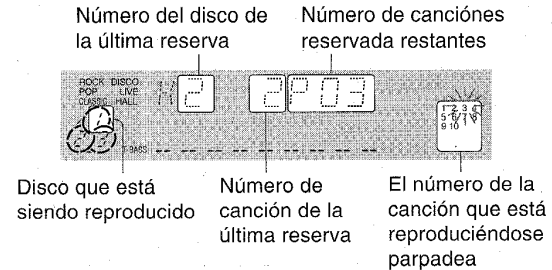 Número del disco de
la última reserva
Número de canciónes
reservada restantes
ROCK DISCO
POP LIVE
CLASSIC HALL
2
2P03
1 2 3 4
5 6 7 8
9 10
Disco que está
siendo reproducido
Número de
canción de la
última reserva
El número de la
canción que está
reproduciéndose
parpadea